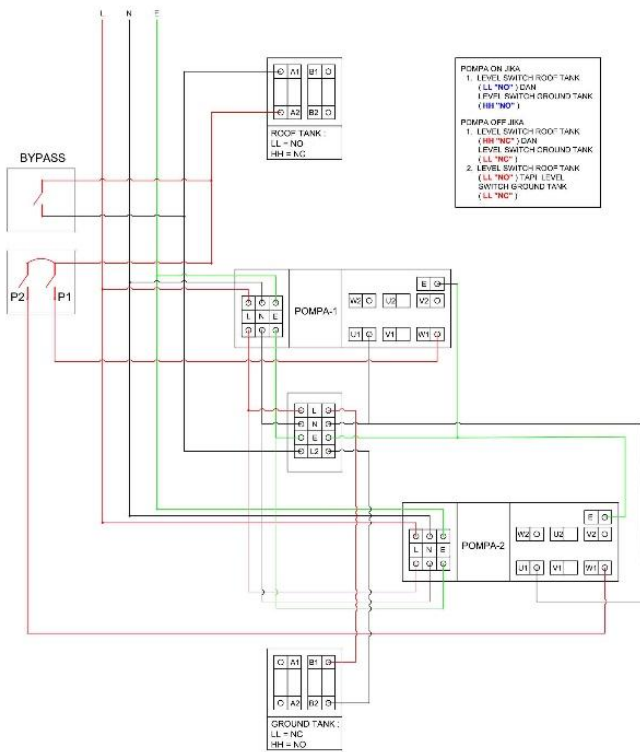 L N E
A1 B1
A2 B2
ROOF TANK :
LL = NO
HH = NC
POMPA ON JIKA
1. LEVEL SWITCH ROOF TANK
( LL "NO" ) DAN
LEVEL SWITCH GROUND TANK
( HH "NO" )
POMPA OFF JIKA
1. LEVEL SWITCH ROOF TANK
( HH "NC" ) DAN
LEVEL SWITCH GROUND TANK
( LL "NC" )
2. LEVEL SWITCH ROOF TANK
( LL "NO" ) TAPI LEVEL
SWITCH GROUND TANK
( LL "NC" )
BYPASS
P2 P1
L N E
POMPA-1
E
W2 U2 V2
U1 V1 W1
L
N
E
L2
L N E
POMPA-2
E
W2 U2 V2
U1 V1 W1
A1 B1
A2 B2
GROUND TANK :
LL = NC
HH = NO